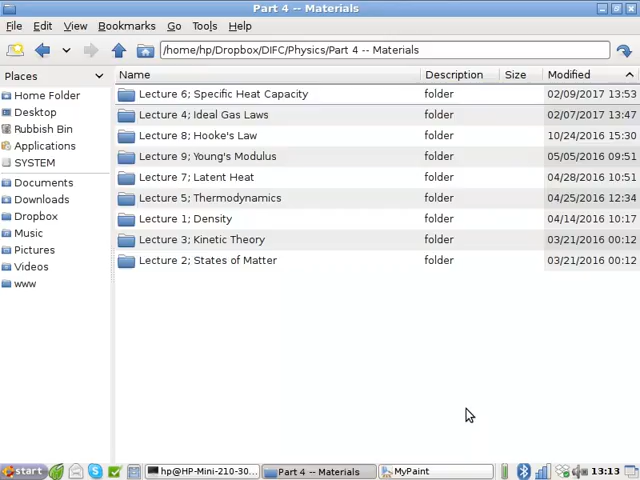 Part 4 -- Materials
File Edit View Bookmarks Go Tools Help
/home/hp/Dropbox/DIFC/Physics/Part 4 -- Materials
Places
Home Folder
Desktop
Rubbish Bin
Applications
SYSTEM
Documents
Downloads
Dropbox
Music
Pictures
Videos
www
Name Description Size Modified
Lecture 6; Specific Heat Capacity folder 02/09/2017 13:53
Lecture 4; Ideal Gas Laws folder 02/07/2017 13:47
Lecture 8; Hooke's Law folder 10/24/2016 15:30
Lecture 9; Young's Modulus folder 05/05/2016 09:51
Lecture 7; Latent Heat folder 04/28/2016 10:51
Lecture 5; Thermodynamics folder 04/25/2016 12:34
Lecture 1; Density folder 04/14/2016 10:17
Lecture 3; Kinetic Theory folder 03/21/2016 00:12
Lecture 2; States of Matter folder 03/21/2016 00:12
start hp@HP-Mini-210-30... Part 4 -- Materials MyPaint 13:13